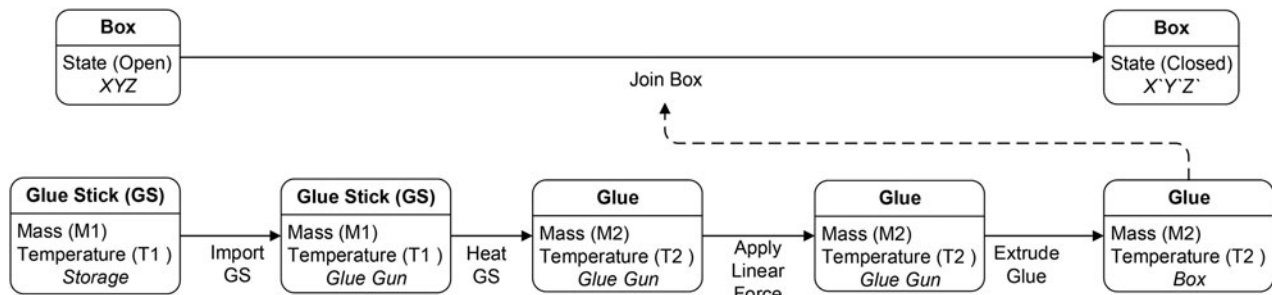 Box
State (Open)
XYZ
Join Box
Box
State (Closed)
X`Y`Z`
Glue Stick (GS)
Mass (M1)
Temperature (T1 )
Storage
Import
GS
Glue Stick (GS)
Mass (M1)
Temperature (T1 )
Glue Gun
Heat
GS
Glue
Mass (M2)
Temperature (T2 )
Glue Gun
Apply
Linear
Force
Glue
Mass (M2)
Temperature (T2 )
Glue Gun
Extrude
Glue
Glue
Mass (M2)
Temperature (T2 )
Box